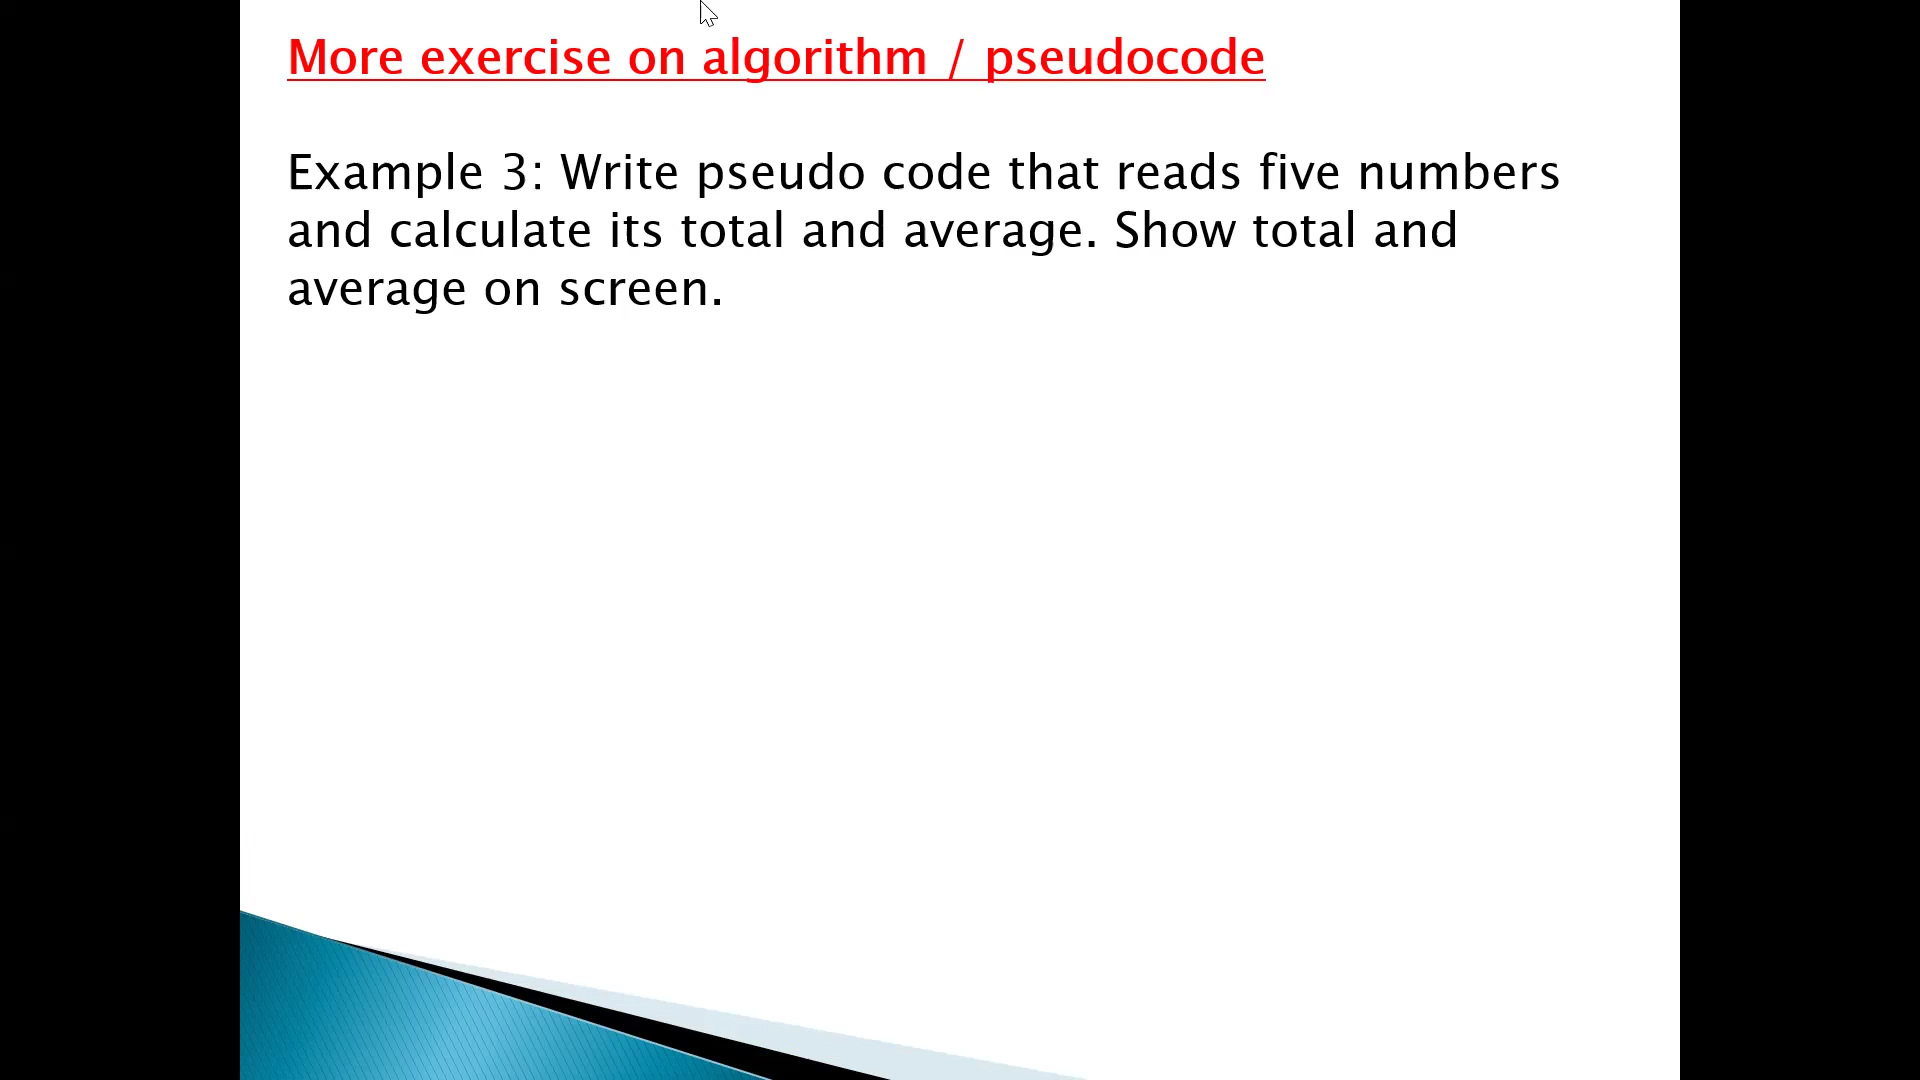 More exercise on algorithm / pseudocode
Example 3: Write pseudo code that reads five numbers
and calculate its total and average. Show total and
average on screen.